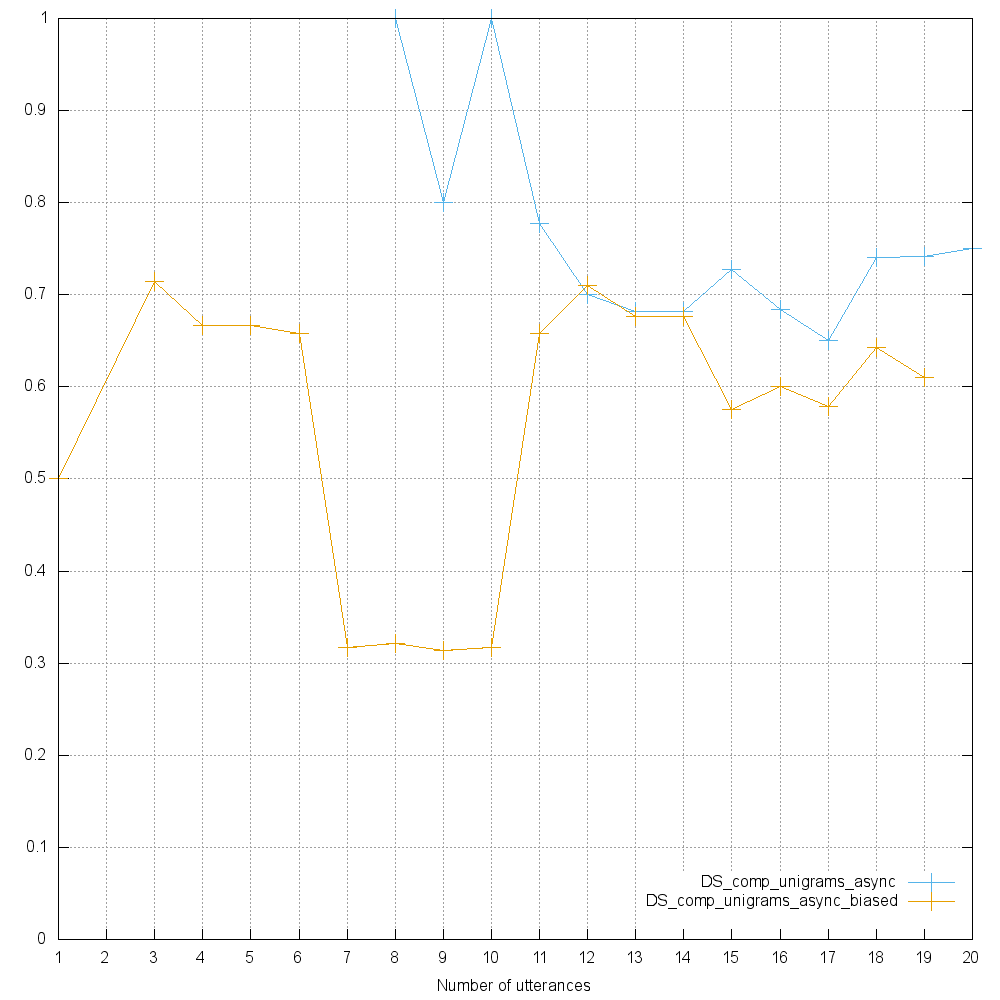 1
0.9
0.8
0.7
0.6
0.5
0.4
0.3
0.2
0.1
0
DS_comp_unigrams_async
DS_comp_unigrams_async_biased
1 2 3 4 5 6 7 8 9 10 11 12 13 14 15 16 17 18 19 20
Number of utterances